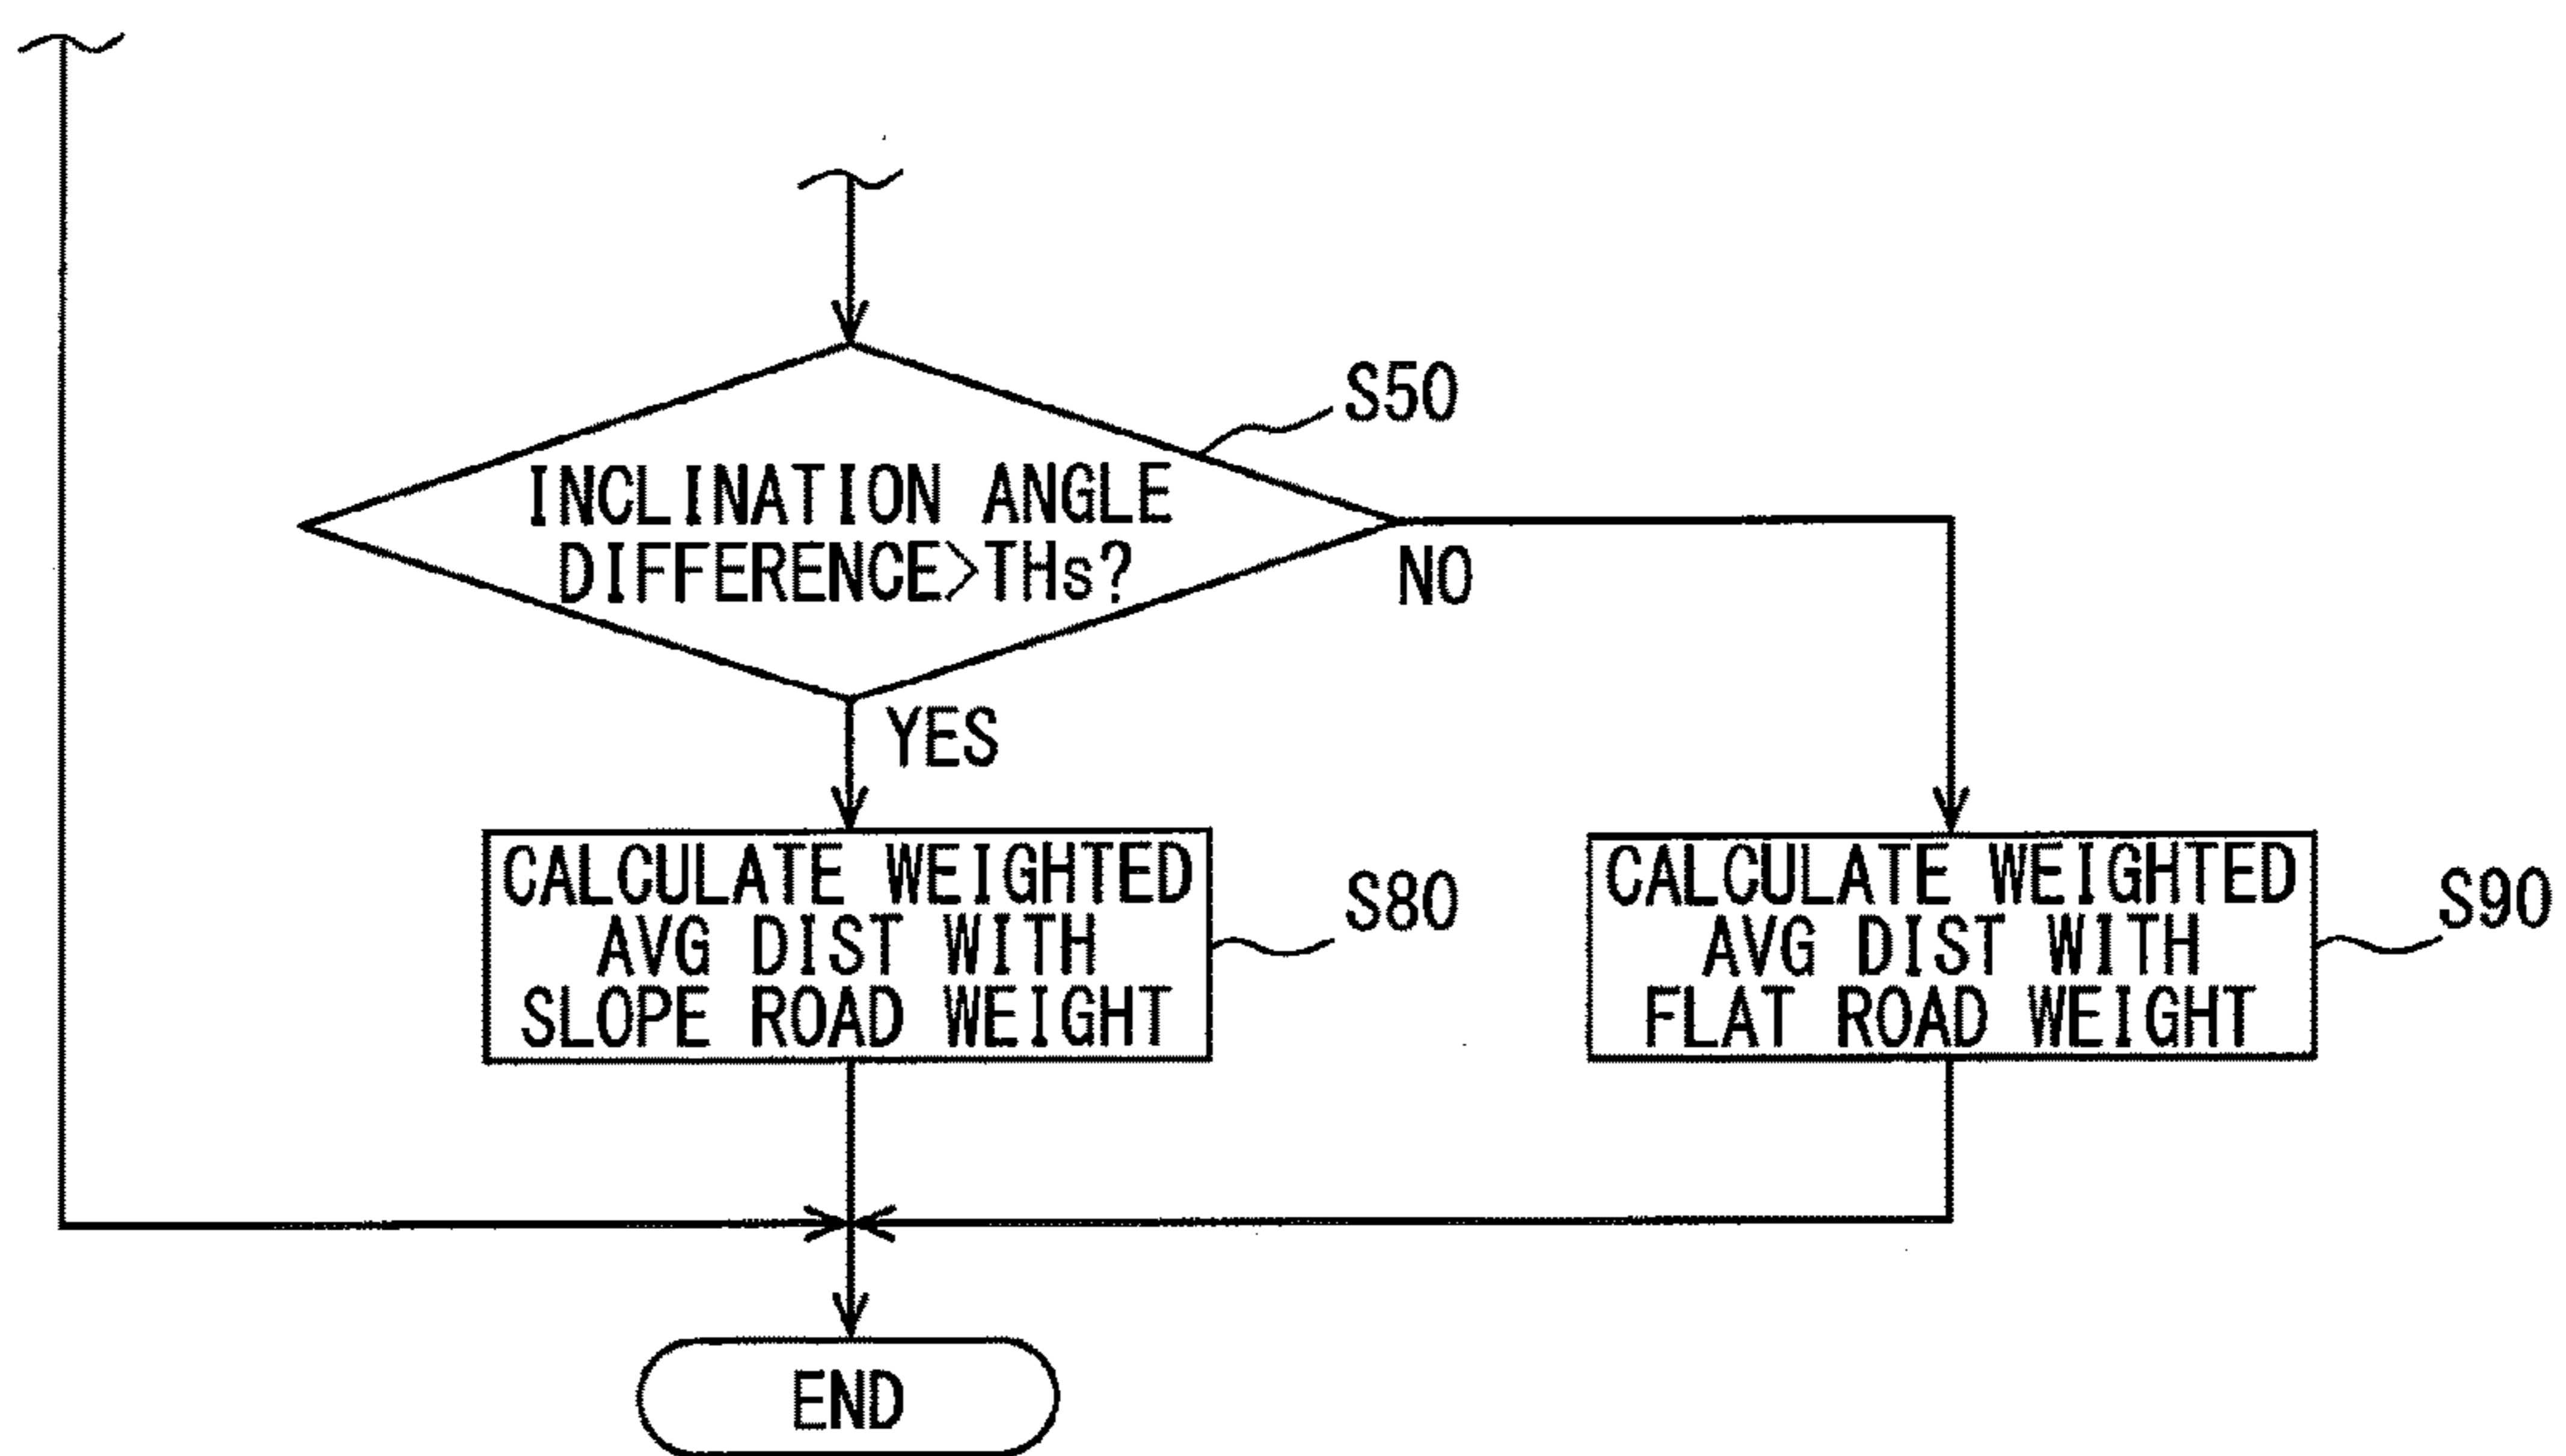 S50
INCLINATION ANGLE
DIFFERENCE>THs?
NO
YES
CALCULATE WEIGHTED
AVG DIST WITH
SLOPE ROAD WEIGHT
S80
CALCULATE WEIGHTED
AVG DIST WITH
FLAT ROAD WEIGHT
S90
END